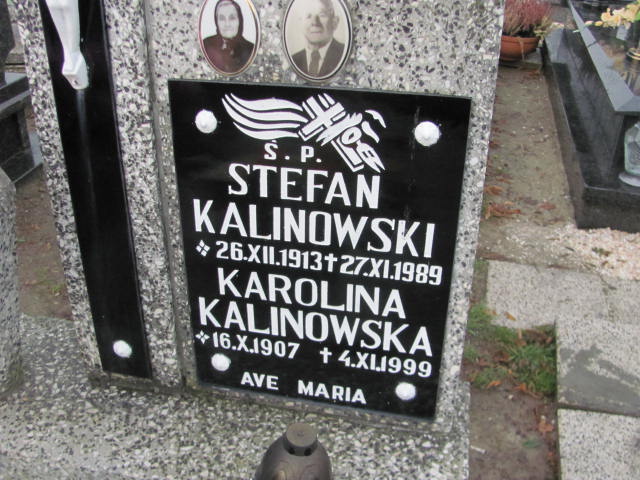 Ś.P.
STEFAN
KALINOWSKI
26.XII.1913 † 27.XI.1989
KAROLINA
KALINOWSKA
16.X.1907 † 4.XI.1999
AVE MARIA